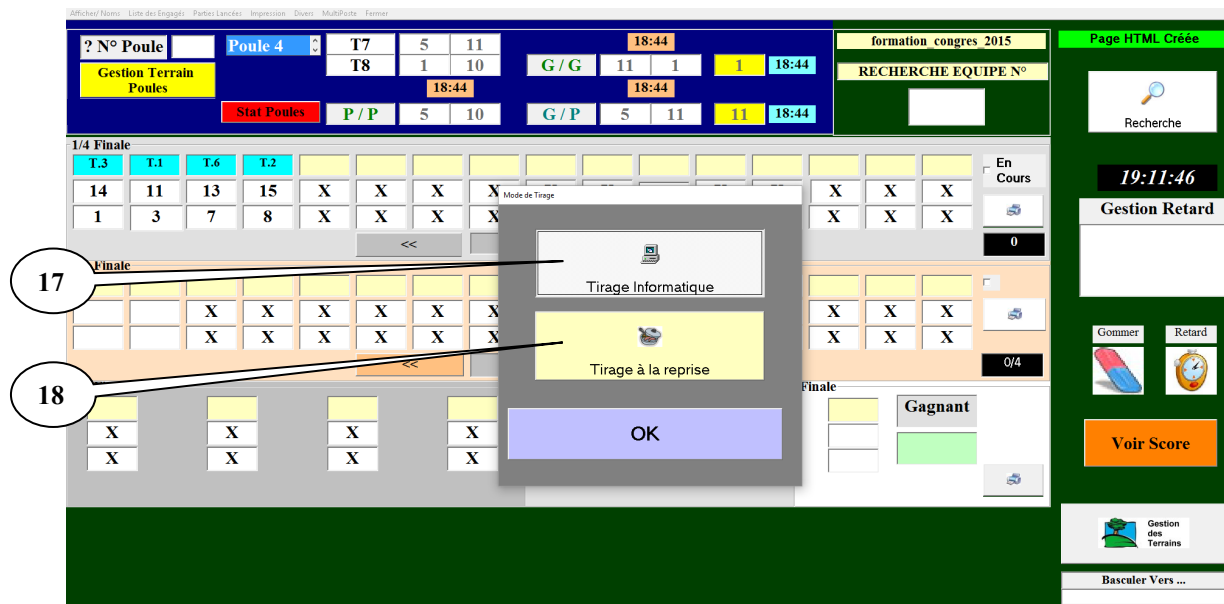 Afficher/ Noms Liste des Engagés Parties Lancées Impression Divers MultiPoste Fermer
? N° Poule Poule 4 T7 5 11 18:44 formation_congres_2015 Page HTML Créée
T8 1 10 G / G 11 1 1 18:44
Gestion Terrain Poules
RECHERCHE EQUIPE N°
18:44 18:44
Stat Poules P / P 5 10 G / P 5 11 11 18:44
Recherche
1/4 Finale
T.3 T.1 T.6 T.2 En Cours
14 11 13 15 X X X X X X X
1 3 7 8 X X X X X X X
<< 0
19:11:46
Gestion Retard
Mode de Tirage
Tirage Informatique
Tirage à la reprise
OK
17
Finale
X X X X X X X X X
X X X X X X X X X
<< 0/4
18
Gommer Retard
Finale
Gagnant
X X X X
X X X X
Voir Score
Gestion
des
Terrains
Basculer Vers ...